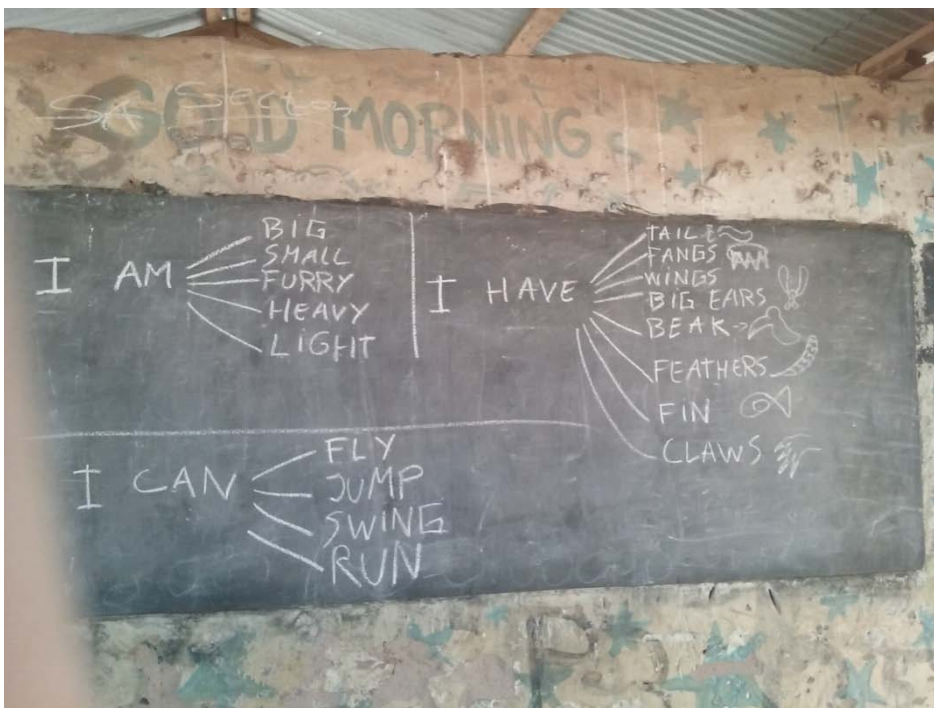 GOOD MORNING
I AM
BIG
SMALL
FURRY
HEAVY
LIGHT
I HAVE
TAIL
FANGS
WINGS
BIG EARS
BEAK
FEATHERS
FIN
CLAWS
I CAN
FLY
JUMP
SWING
RUN